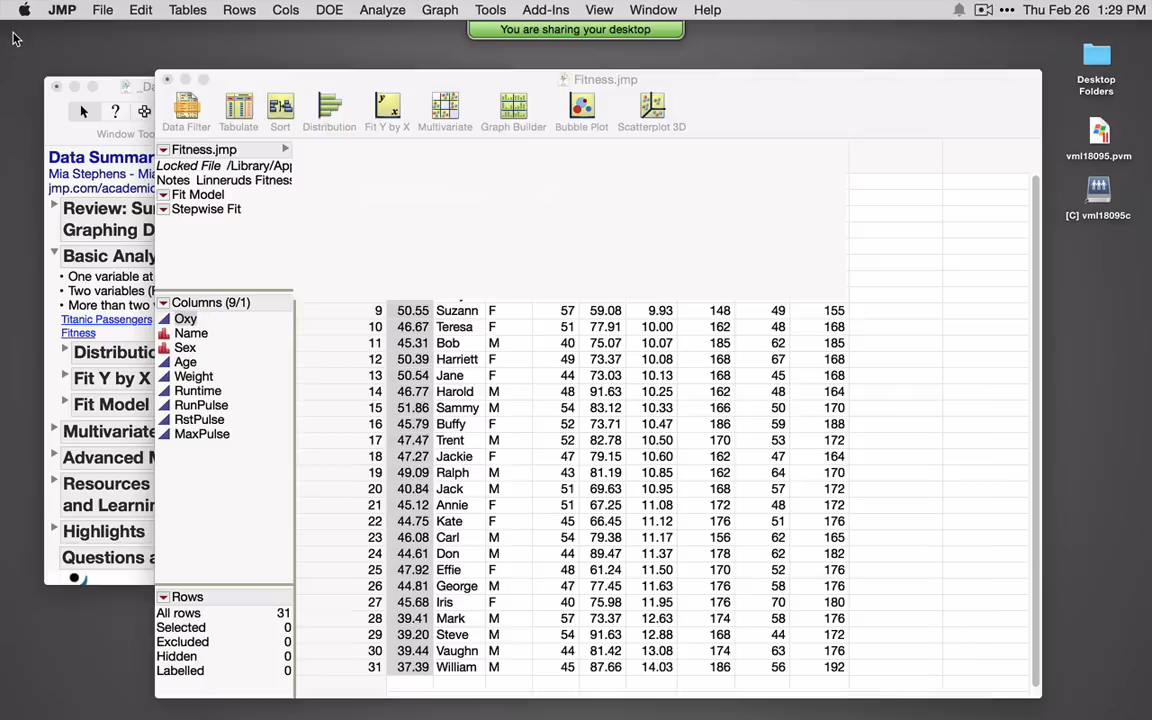 JMP File Edit Tables Rows Cols DOE Analyze Graph Tools Add-Ins View Window Help Thu Feb 26 1:29 PM
You are sharing your desktop
Desktop
Folders
vml18095.pvm
[C] vml18095c
Window Too
Data Summar
Mia Stephens - Mia
jmp.com/academic
Review: Su
Graphing D
Basic Analy
• One variable at
• Two variables (
• More than two
Titanic Passengers
Fitness
Distributio
Fit Y by X
Fit Model
Multivariate
Advanced M
Resources
and Learnin
Highlights
Questions a
Fitness.jmp
Data Filter Tabulate Sort Distribution Fit Y by X Multivariate Graph Builder Bubble Plot Scatterplot 3D
Fitness.jmp
Locked File /Library/App
Notes Linneruds Fitness
Fit Model
Stepwise Fit
Columns (9/1)
Oxy
Name
Sex
Age
Weight
Runtime
RunPulse
RstPulse
MaxPulse
Rows
All rows 31
Selected 0
Excluded 0
Hidden 0
Labelled 0
9 50.55 Suzann F 57 59.08 9.93 148 49 155
10 46.67 Teresa F 51 77.91 10.00 162 48 168
11 45.31 Bob M 40 75.07 10.07 185 62 185
12 50.39 Harriett F 49 73.37 10.08 168 67 168
13 50.54 Jane F 44 73.03 10.13 168 45 168
14 46.77 Harold M 48 91.63 10.25 162 48 164
15 51.86 Sammy M 54 83.12 10.33 166 50 170
16 45.79 Buffy F 52 73.71 10.47 186 59 188
17 47.47 Trent M 52 82.78 10.50 170 53 172
18 47.27 Jackie F 47 79.15 10.60 162 47 164
19 49.09 Ralph M 43 81.19 10.85 162 64 170
20 40.84 Jack M 51 69.63 10.95 168 57 172
21 45.12 Annie F 51 67.25 11.08 172 48 172
22 44.75 Kate F 45 66.45 11.12 176 51 176
23 46.08 Carl M 54 79.38 11.17 156 62 165
24 44.61 Don M 44 89.47 11.37 178 62 182
25 47.92 Effie F 48 61.24 11.50 170 52 176
26 44.81 George M 47 77.45 11.63 176 58 176
27 45.68 Iris F 40 75.98 11.95 176 70 180
28 39.41 Mark M 57 73.37 12.63 174 58 176
29 39.20 Steve M 54 91.63 12.88 168 44 172
30 39.44 Vaughn M 44 81.42 13.08 174 63 176
31 37.39 William M 45 87.66 14.03 186 56 192